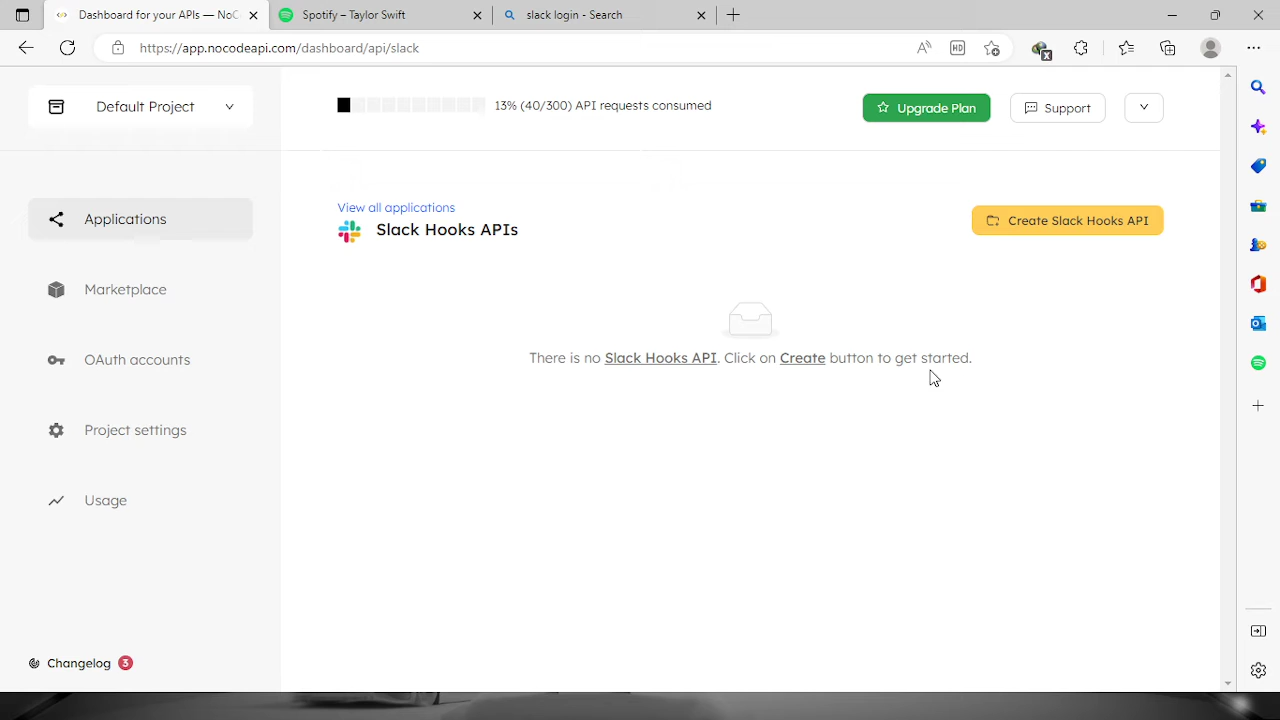 Dashboard for your APIs — NoC
Spotify – Taylor Swift
slack login - Search
https://app.nocodeapi.com/dashboard/api/slack
A
HD
x
Default Project
13% (40/300) API requests consumed
Upgrade Plan
Support
Applications
View all applications
Slack Hooks APIs
Create Slack Hooks API
Marketplace
There is no Slack Hooks API. Click on Create button to get started.
OAuth accounts
Project settings
Usage
Changelog 3